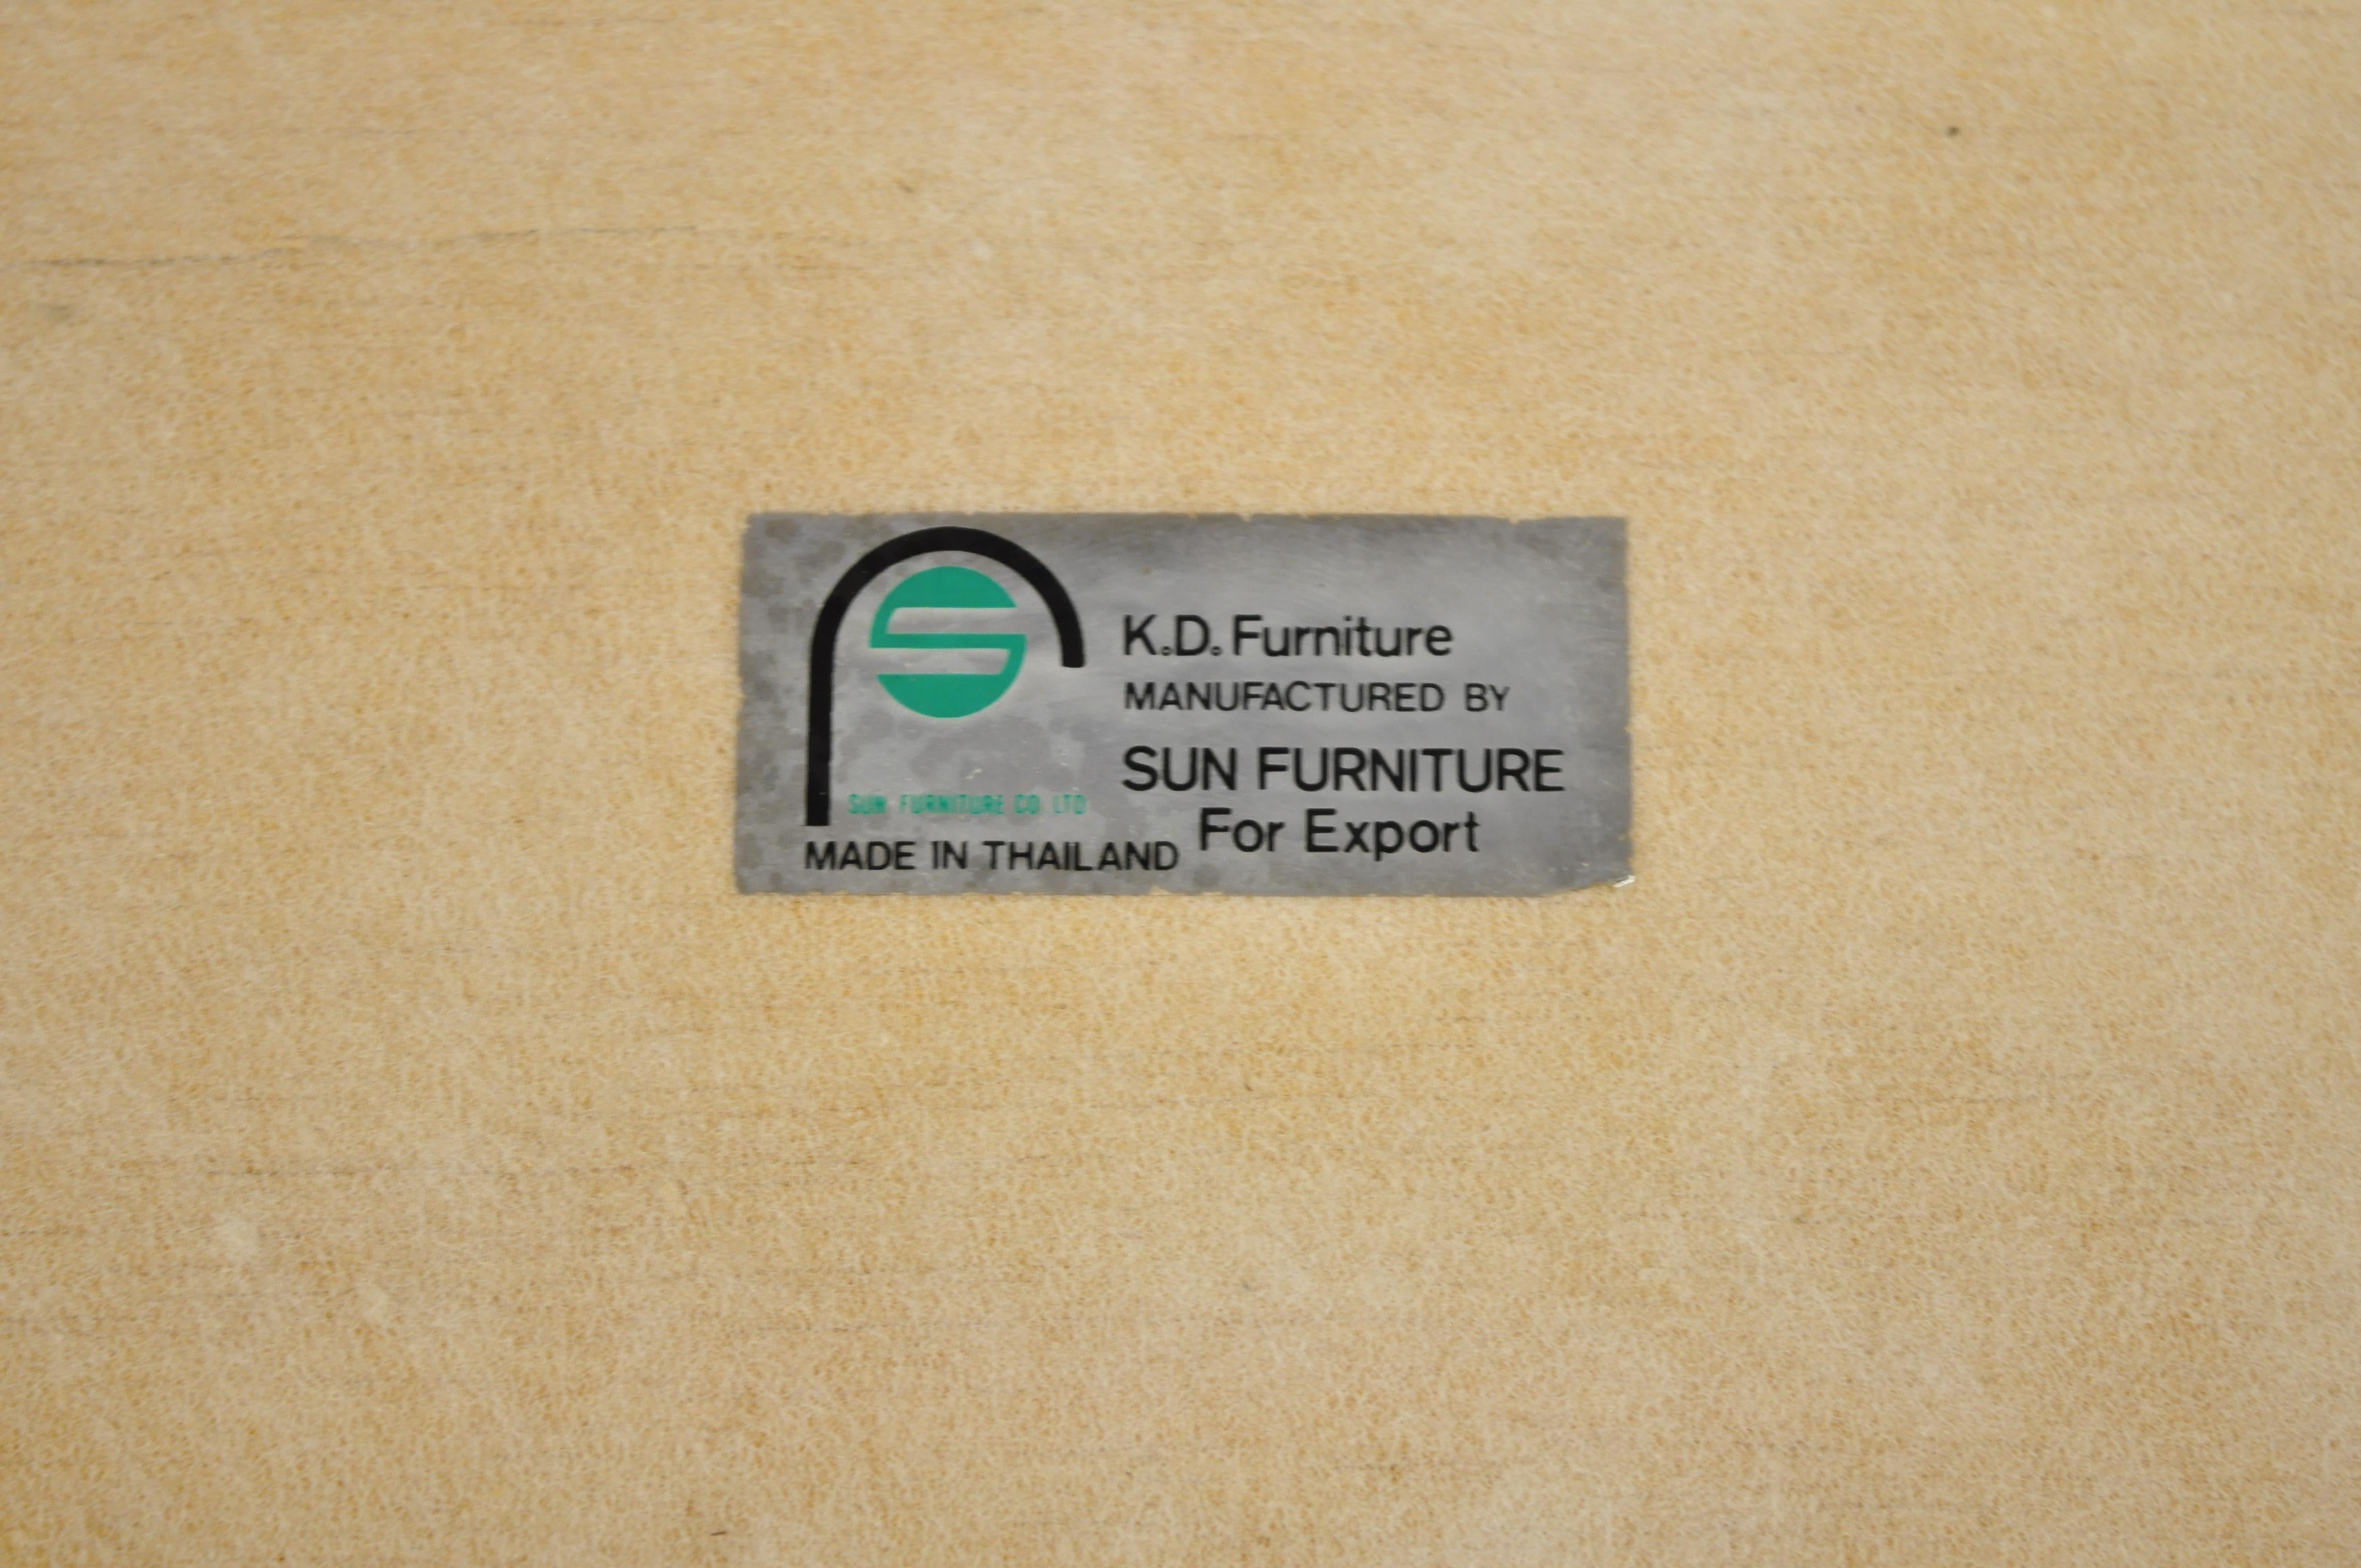 S
SUN FURNITURE CO. LTD
MADE IN THAILAND
K.D. Furniture
MANUFACTURED BY
SUN FURNITURE
For Export